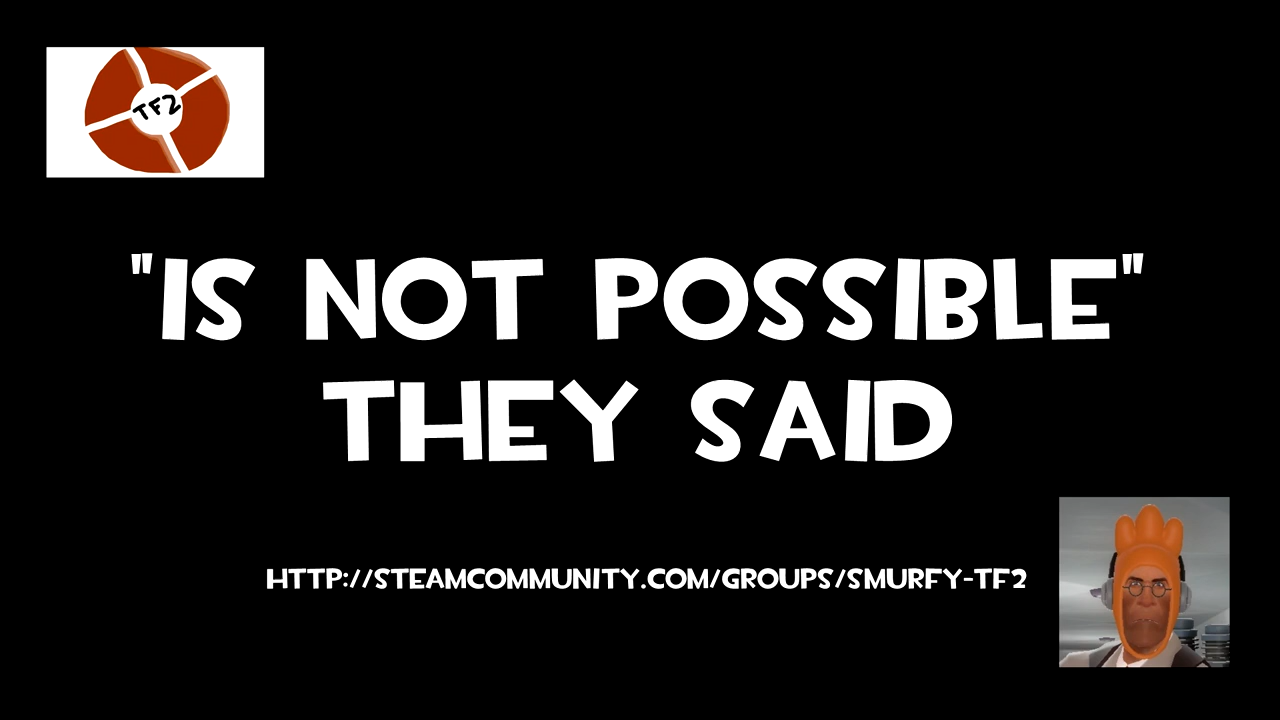 TF2
"IS NOT POSSIBLE"
THEY SAID
HTTP://STEAMCOMMUNITY.COM/GROUPS/SMURFY-TF2